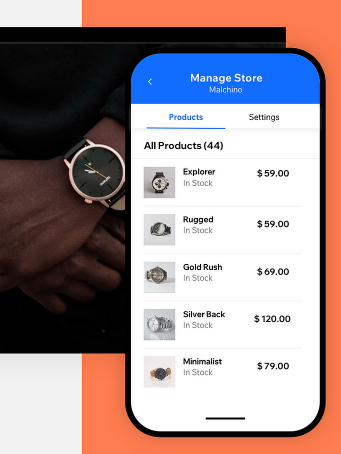 Manage Store
Malchino
Products
Settings
All Products (44)
Explorer
$ 59.00
In Stock
Rugged
$ 59.00
In Stock
Gold Rush
$ 69.00
In Stock
Silver Back
$ 120.00
In Stock
Minimalist
$ 79.00
In Stock